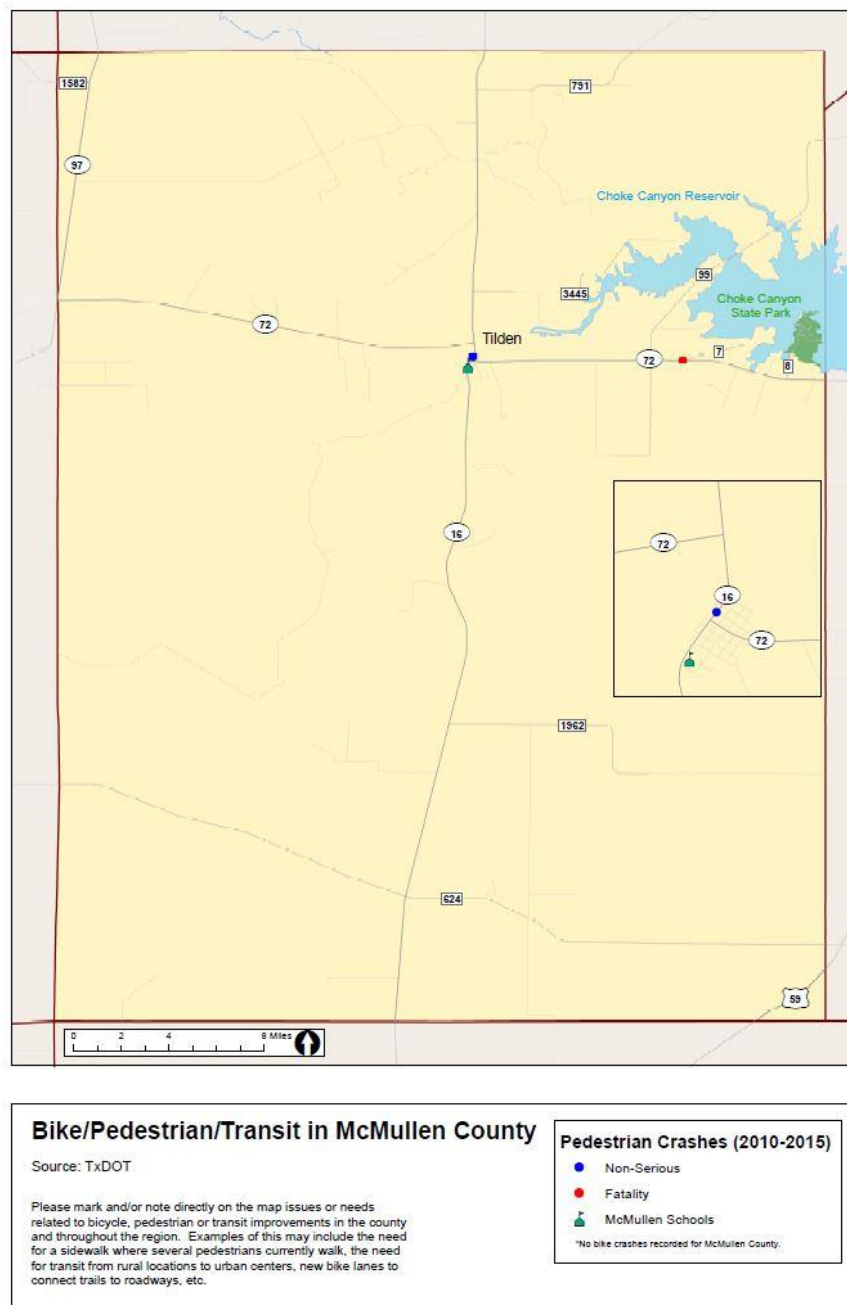 1582
791
97
Choke Canyon Reservoir
99
3445
Choke Canyon
State Park
72
Tilden
7
72
8
16
72
16
72
1962
624
59
0 2 4 8 Miles
Bike/Pedestrian/Transit in McMullen County
Source: TxDOT
Please mark and/or note directly on the map issues or needs
related to bicycle, pedestrian or transit improvements in the county
and throughout the region. Examples of this may include the need
for a sidewalk where several pedestrians currently walk, the need
for transit from rural locations to urban centers, new bike lanes to
connect trails to roadways, etc.
Pedestrian Crashes (2010-2015)
Non-Serious
Fatality
McMullen Schools
*No bike crashes recorded for McMullen County.